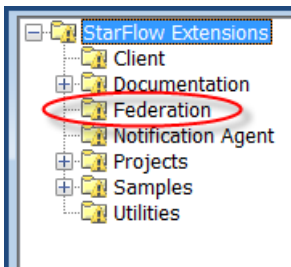 StarFlow Extensions
Client
Documentation
Federation
Notification Agent
Projects
Samples
Utilities